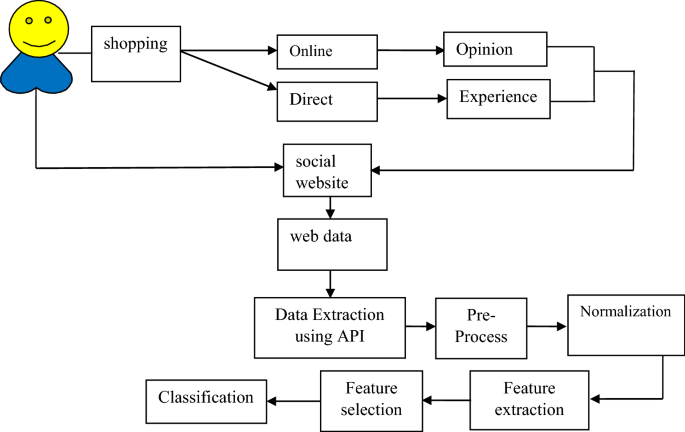 shopping
Online
Opinion
Direct
Experience
social
website
web data
Data Extraction
using API
Pre-
Process
Normalization
Classification
Feature
selection
Feature
extraction